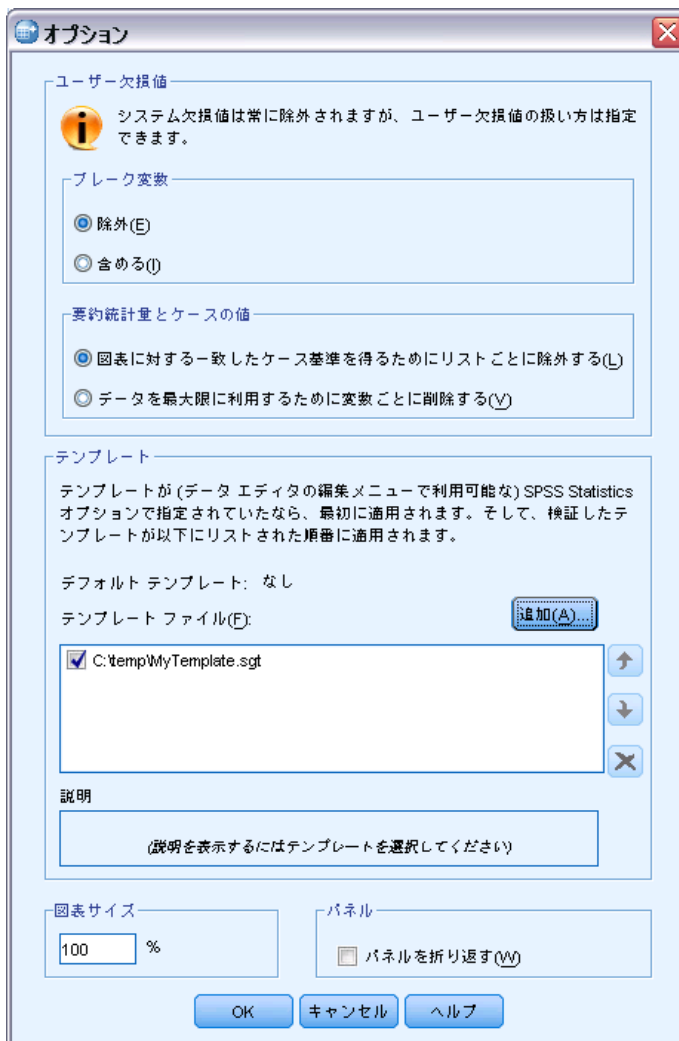 オプション
ユーザー欠損値
システム欠損値は常に除外されますが、ユーザー欠損値の扱い方は指定
できます。
ブレーク変数
除外(E)
含める(I)
要約統計量とケースの値
図表に対する一致したケース基準を得るためにリストごとに除外する(L)
データを最大限に利用するために変数ごとに削除する(V)
テンプレート
テンプレートが (データ エディタの編集メニューで利用可能な) SPSS Statistics
オプションで指定されていたなら、最初に適用されます。そして、検証したテ
ンプレートが以下にリストされた順番に適用されます。
デフォルト テンプレート: なし
テンプレート ファイル(F):
追加(A)...
C:\temp\MyTemplate.sgt
説明
(説明を表示するにはテンプレートを選択してください)
図表サイズ
100 %
パネル
パネルを折り返す(W)
OK キャンセル ヘルプ